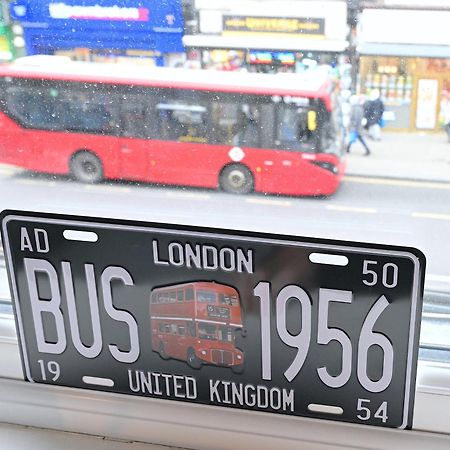 AD LONDON 50
BUS 1956
19 UNITED KINGDOM 54